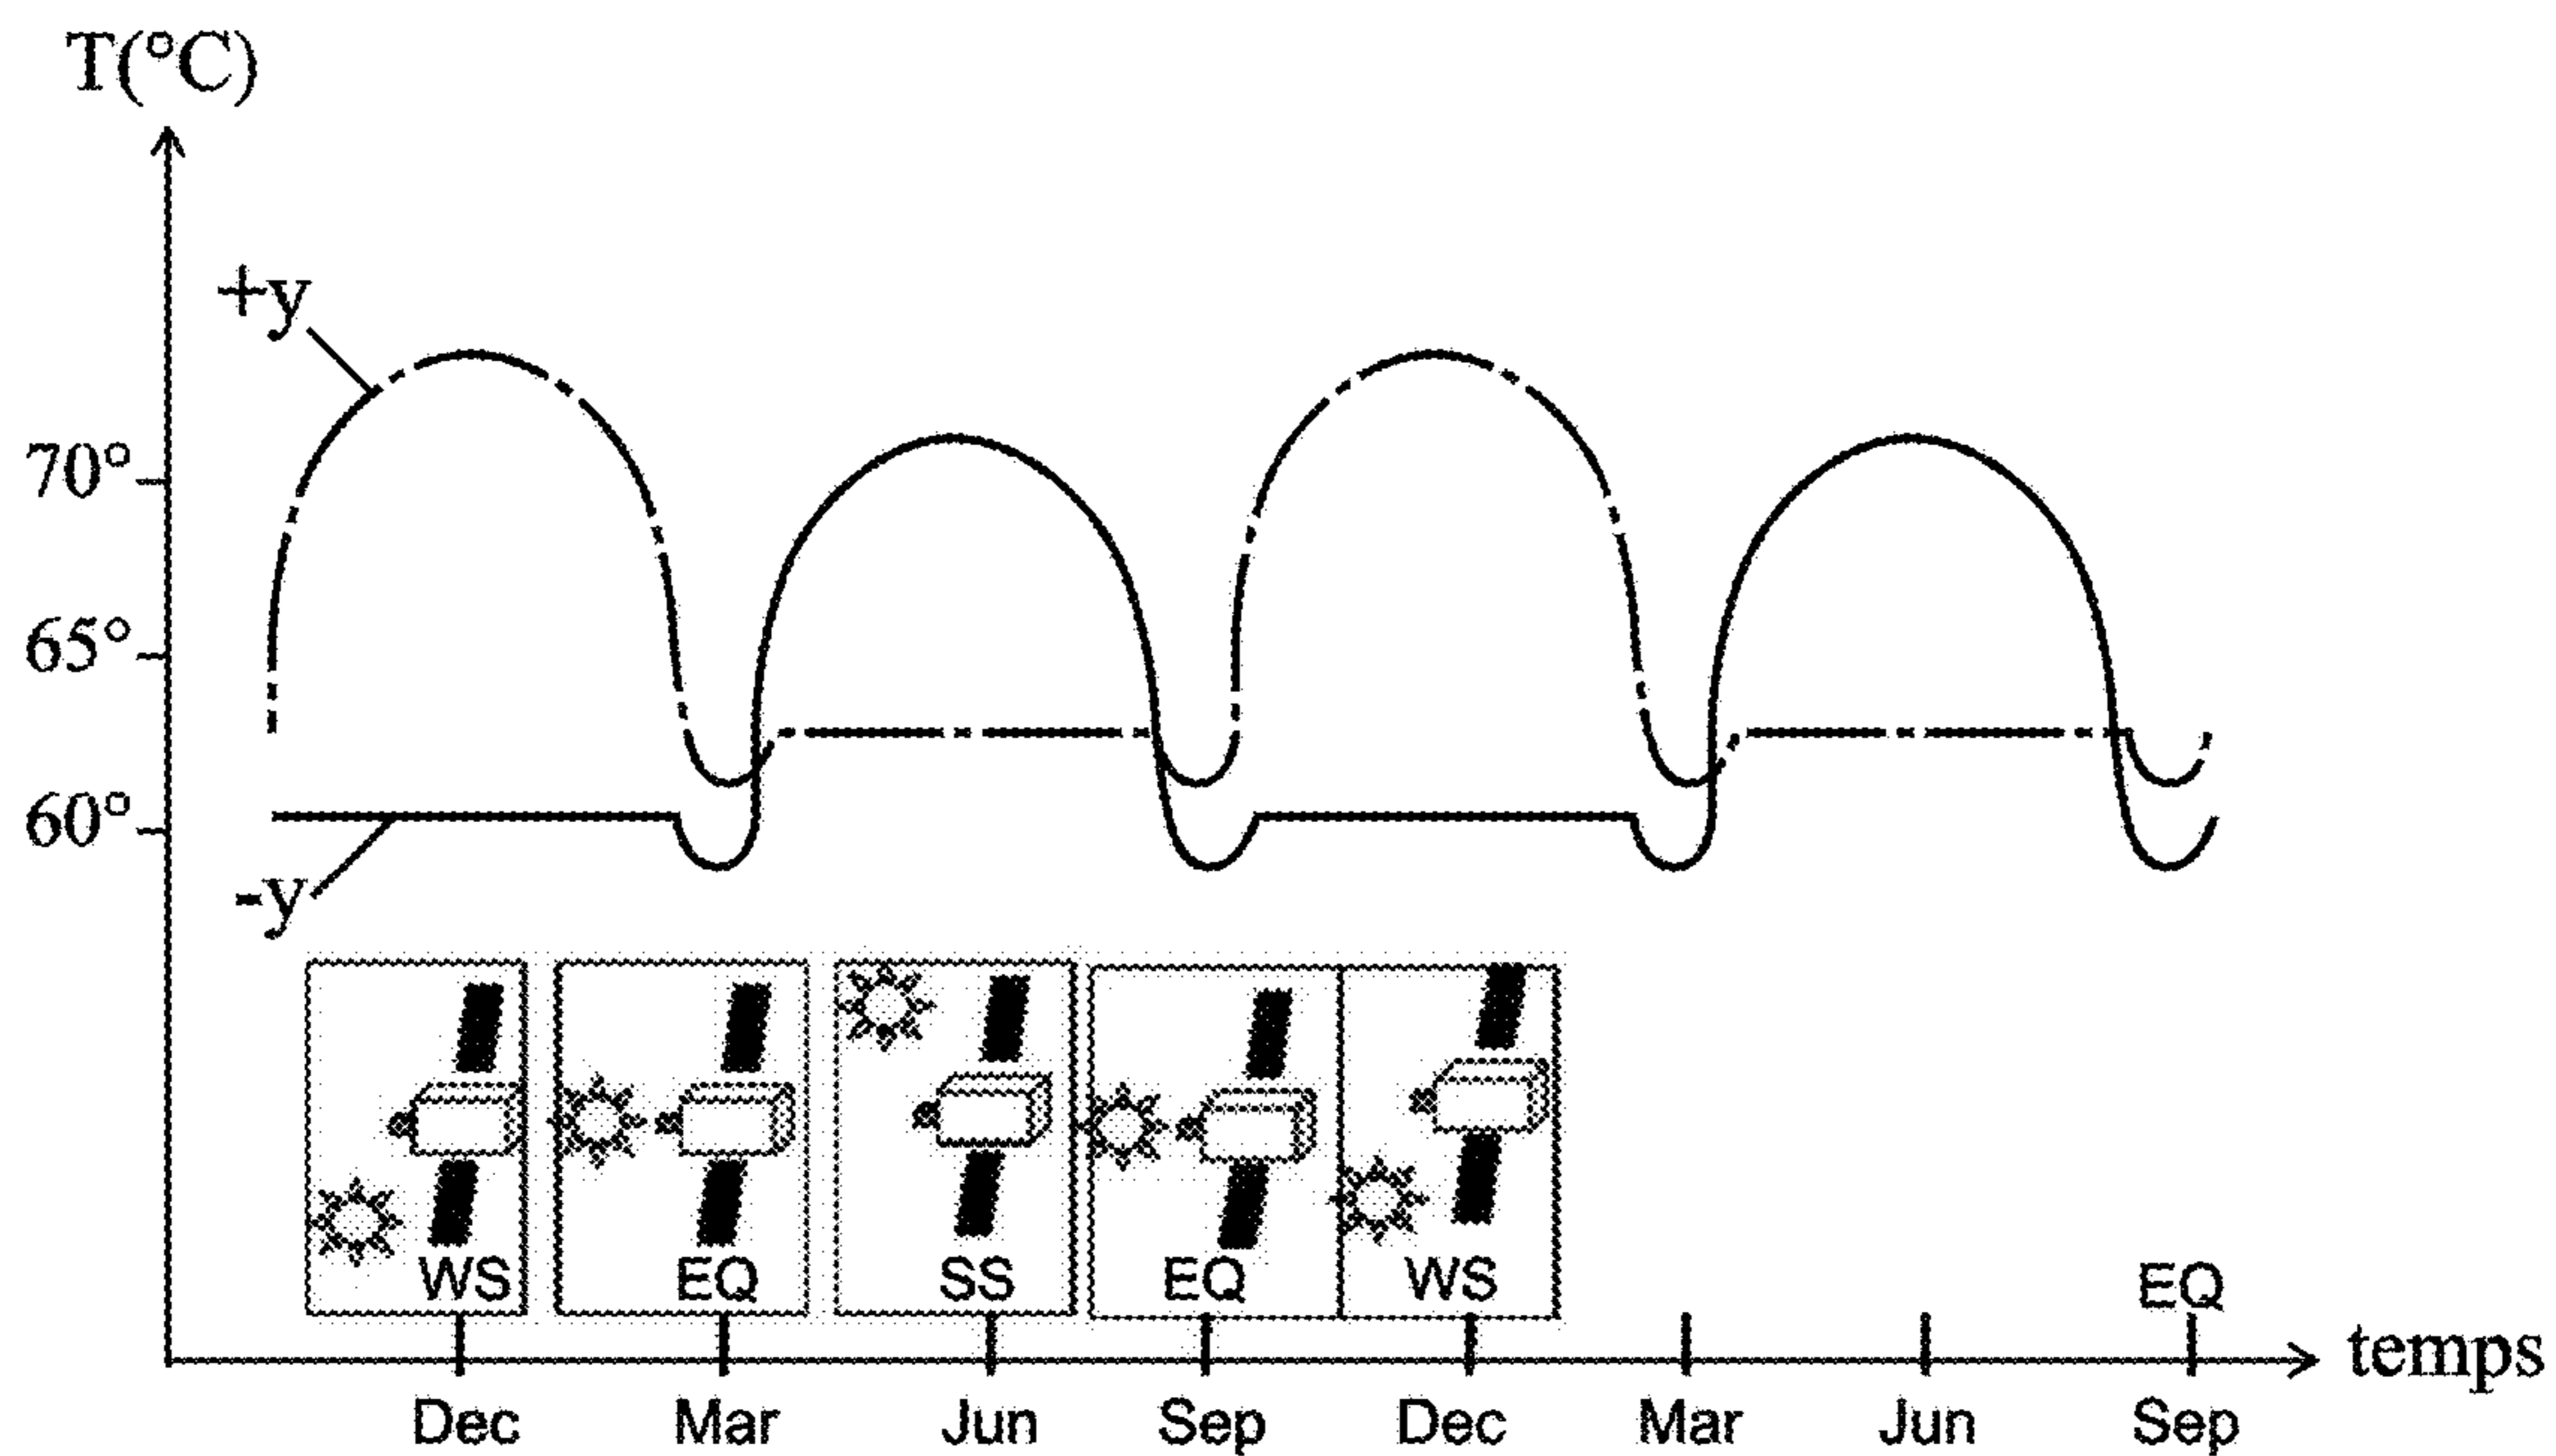 T(°C)
+y
70°
65°
60°
-y
WS EQ SS EQ WS
EQ
temps
Dec Mar Jun Sep Dec Mar Jun Sep